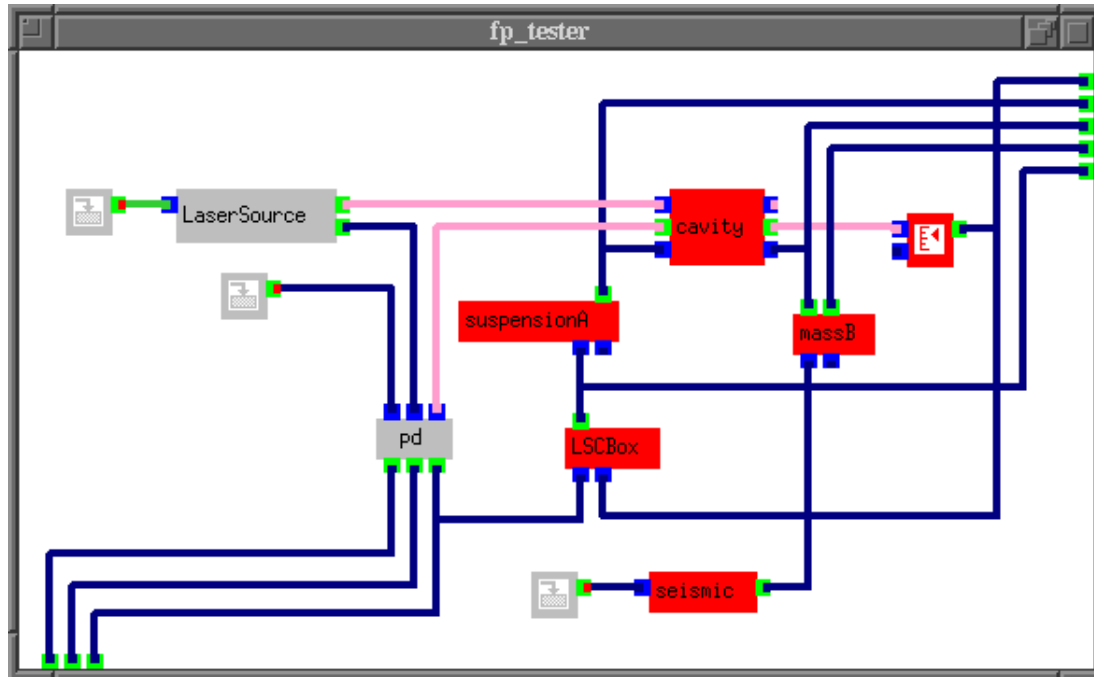 fp_tester
LaserSource
cavity
suspensionA
massB
pd
LSCBox
seismic